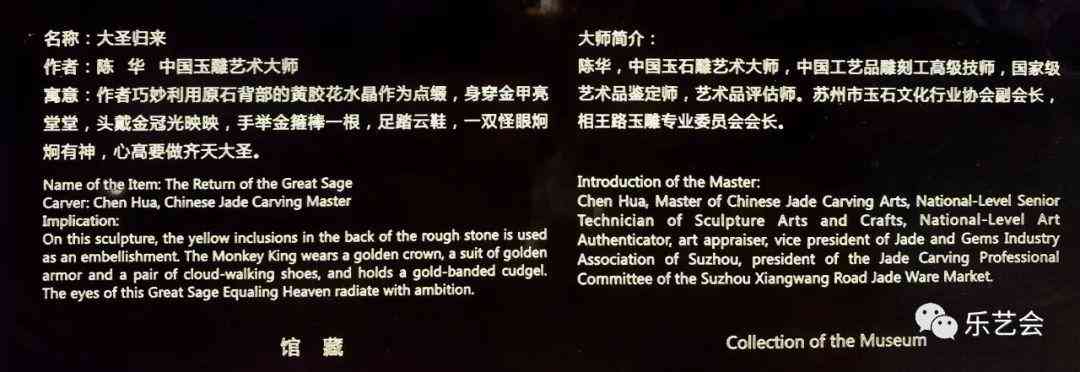 名称：大圣归来
作者：陈 华 中国玉雕艺术大师
寓意：作者巧妙利用原石背部的黄胶花水晶作为点缀，身穿金甲亮
堂堂，头戴金冠光映映，手举金箍棒一根，足踏云鞋，一双怪眼炯
炯有神，心高要做齐天大圣。
Name of the Item: The Return of the Great Sage
Carver: Chen Hua, Chinese Jade Carving Master
Implication:
On this sculpture, the yellow inclusions in the back of the rough stone is used
as an embellishment. The Monkey King wears a golden crown, a suit of golden
armor and a pair of cloud-walking shoes, and holds a gold-banded cudgel.
The eyes of this Great Sage Equaling Heaven radiate with ambition.
馆 藏
大师简介：
陈华，中国玉石雕艺术大师，中国工艺品雕刻工高级技师，国家级
艺术品鉴定师，艺术品评估师。苏州市玉石文化行业协会副会长，
相王路玉雕专业委员会会长。
Introduction of the Master:
Chen Hua, Master of Chinese Jade Carving Arts, National-Level Senior
Technician of Sculpture Arts and Crafts, National-Level Art
Authenticator, art appraiser, vice president of Jade and Gems Industry
Association of Suzhou, president of the Jade Carving Professional
Committee of the Suzhou Xiangwang Road Jade Ware Market.
Collection of the Museum
乐艺会